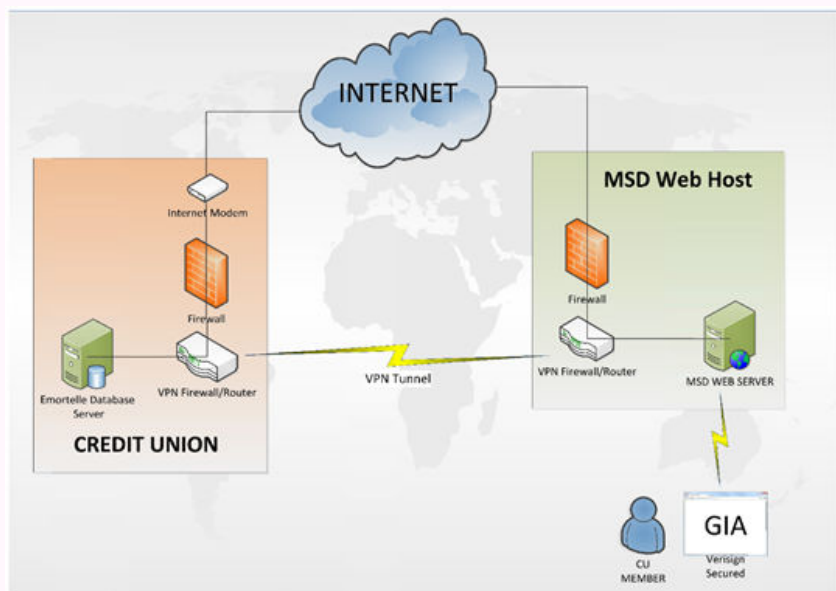 INTERNET
MSD Web Host
Internet Modem
Firewall
Firewall
Emortelle Database
Server
VPN Firewall/Router
VPN Tunnel
VPN Firewall/Router
MSD WEB SERVER
CREDIT UNION
GIA
CU
MEMBER
Verisign
Secured